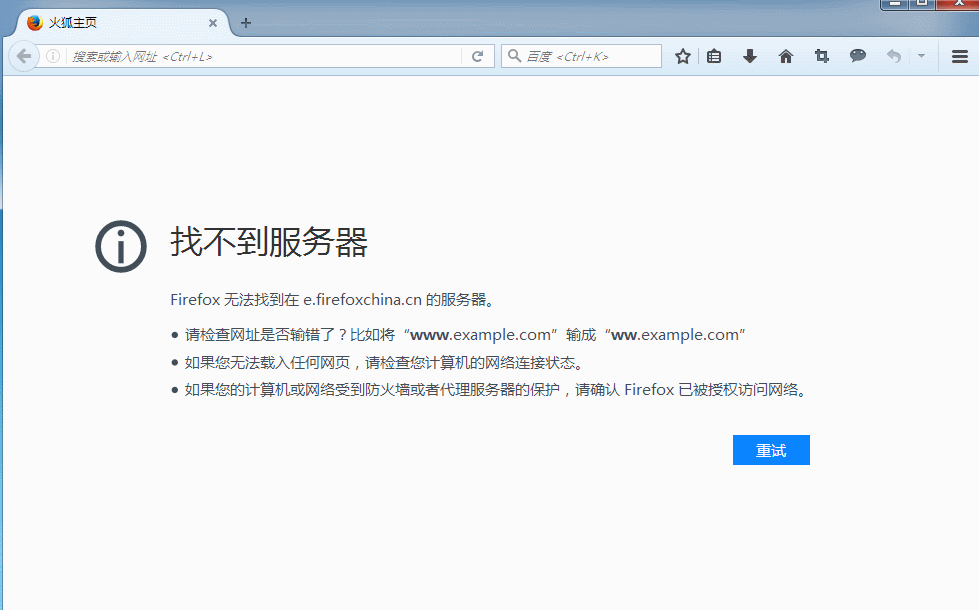 火狐主页
搜索或输入网址 <Ctrl+L>
百度 <Ctrl+K>
找不到服务器
Firefox 无法找到在 e.firefoxchina.cn 的服务器。
● 请检查网址是否输错了？比如将“www.example.com”输成“ww.example.com”
● 如果您无法载入任何网页，请检查您计算机的网络连接状态。
● 如果您的计算机或网络受到防火墙或者代理服务器的保护，请确认 Firefox 已被授权访问网络。
重试